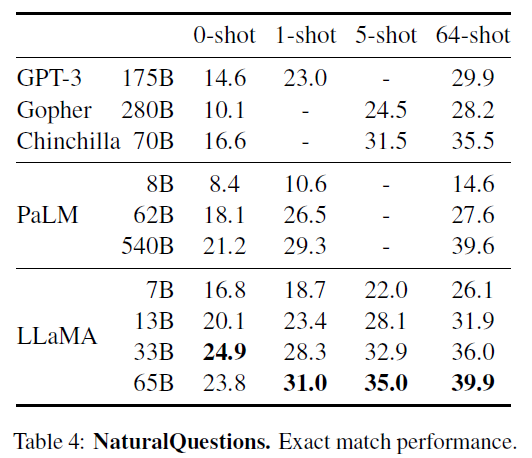 0-shot 1-shot 5-shot 64-shot
GPT-3 175B 14.6 23.0 - 29.9
Gopher 280B 10.1 - 24.5 28.2
Chinchilla 70B 16.6 - 31.5 35.5
8B 8.4 10.6 - 14.6
PaLM 62B 18.1 26.5 - 27.6
540B 21.2 29.3 - 39.6
7B 16.8 18.7 22.0 26.1
LLaMA 13B 20.1 23.4 28.1 31.9
33B 24.9 28.3 32.9 36.0
65B 23.8 31.0 35.0 39.9
Table 4: NaturalQuestions. Exact match performance.